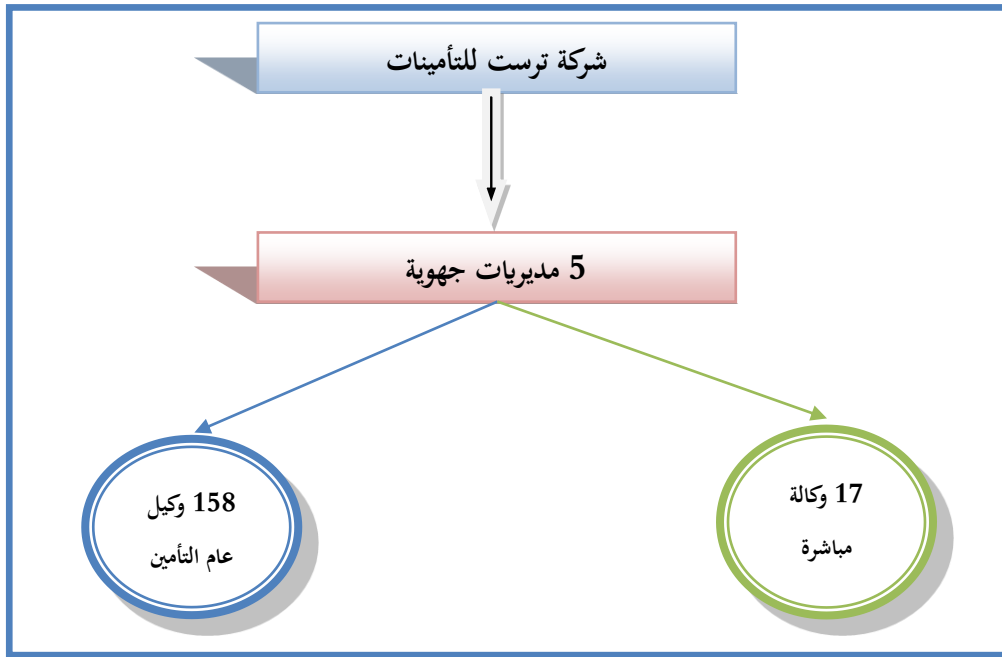 شركة ترست للتأمينات
5 مديريات جهوية
17 وكالة
مباشرة
158 وكيل
عام التأمين